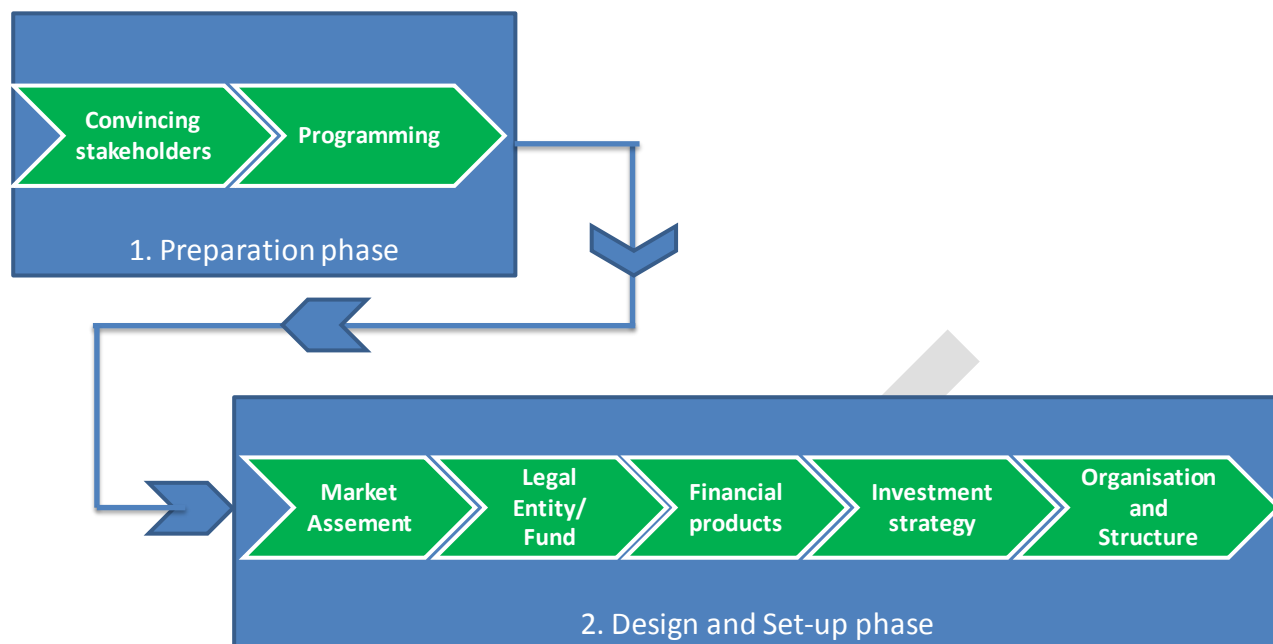 Convincing
stakeholders
Programming
1. Preparation phase
Market
Assement
Legal
Entity/
Fund
Financial
products
Investment
strategy
Organisation
and
Structure
2. Design and Set-up phase